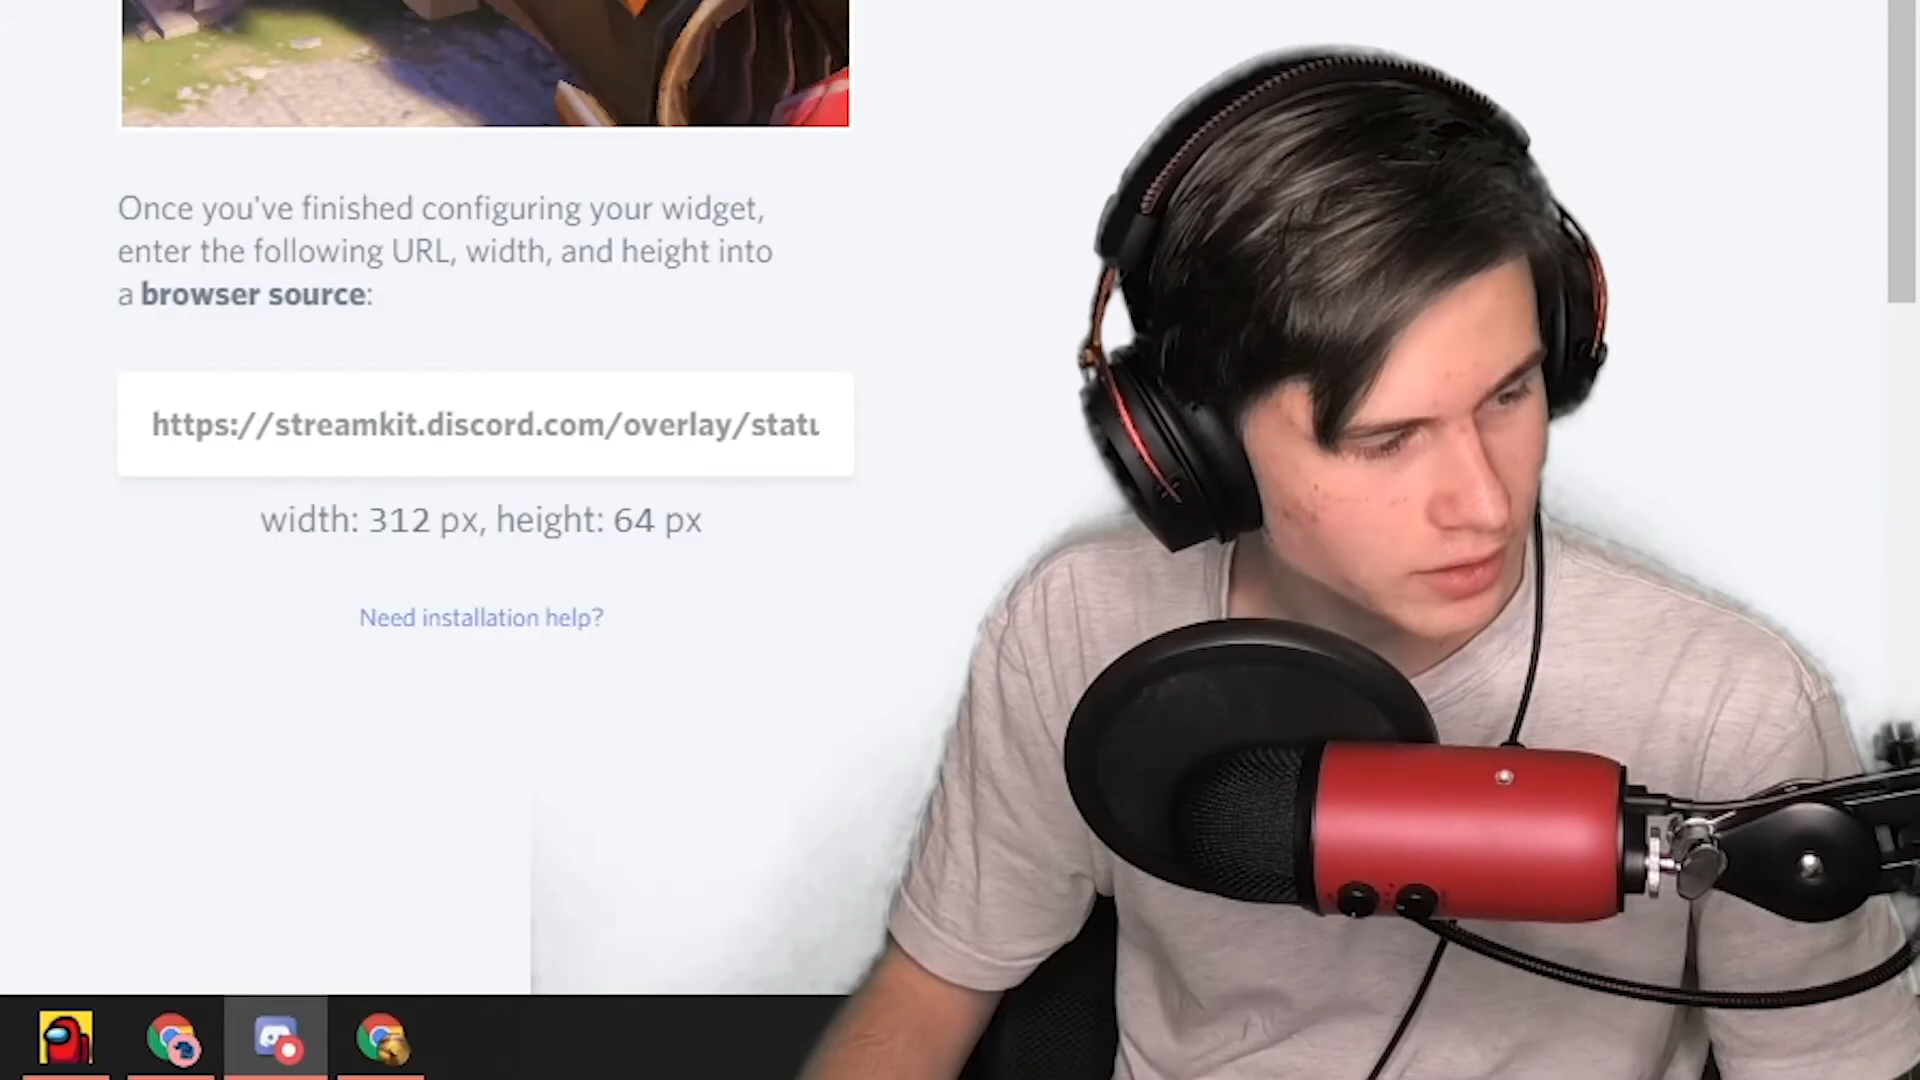 Once you've finished configuring your widget,
enter the following URL, width, and height into
a browser source:
https://streamkit.discord.com/overlay/statu
width: 312 px, height: 64 px
Need installation help?